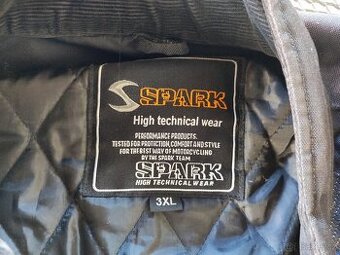 SPARK
High technical wear
PERFORMANCE PRODUCTS.
TESTED FOR PROTECTION, COMFORT AND STYLE
FOR THE BEST WAY OF MOTORCYCLING
BY THE SPARK TEAM
SPARK
HIGH TECHNICAL WEAR
3XL